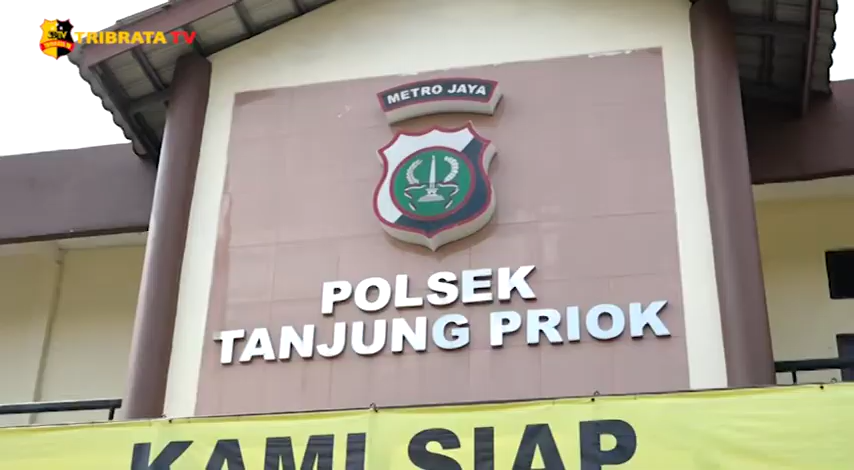 TRIBRATA TV
METRO JAYA
POLSEK
TANJUNG PRIOK
KAMI SIAP